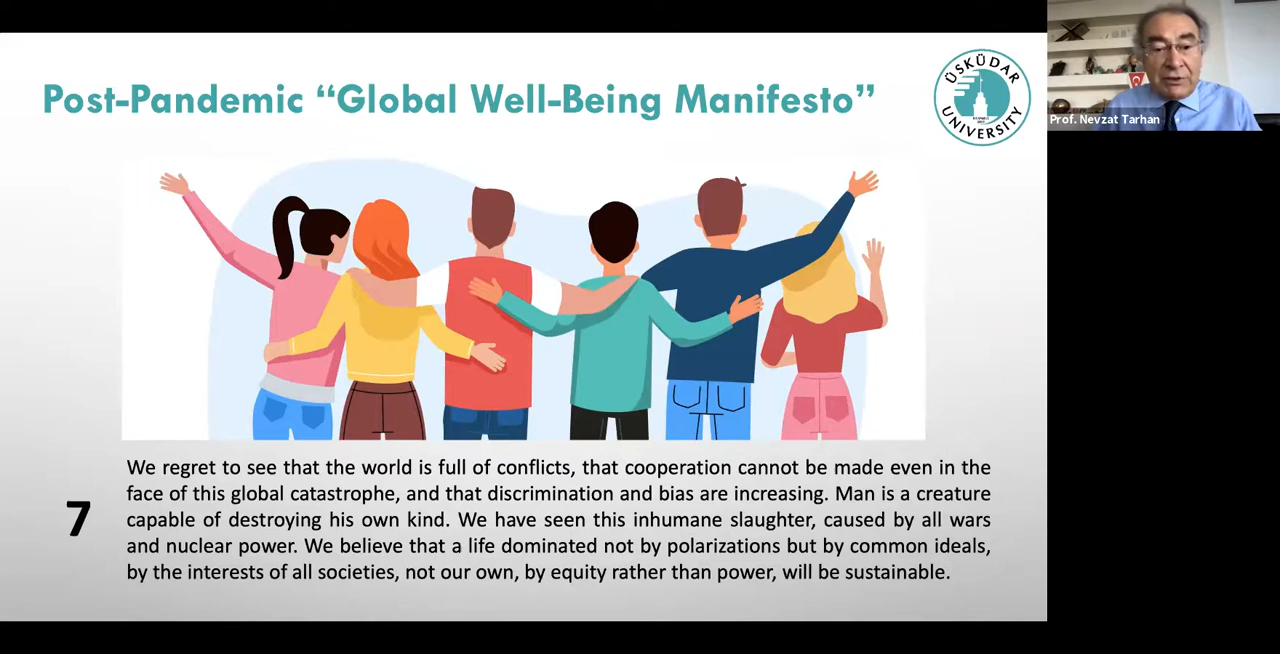 Post-Pandemic “Global Well-Being Manifesto”
ÜSKÜDAR
UNIVERSITY
Prof. Nevzat Tarhan
We regret to see that the world is full of conflicts, that cooperation cannot be made even in the
face of this global catastrophe, and that discrimination and bias are increasing. Man is a creature
7
capable of destroying his own kind. We have seen this inhumane slaughter, caused by all wars
and nuclear power. We believe that a life dominated not by polarizations but by common ideals,
by the interests of all societies, not our own, by equity rather than power, will be sustainable.